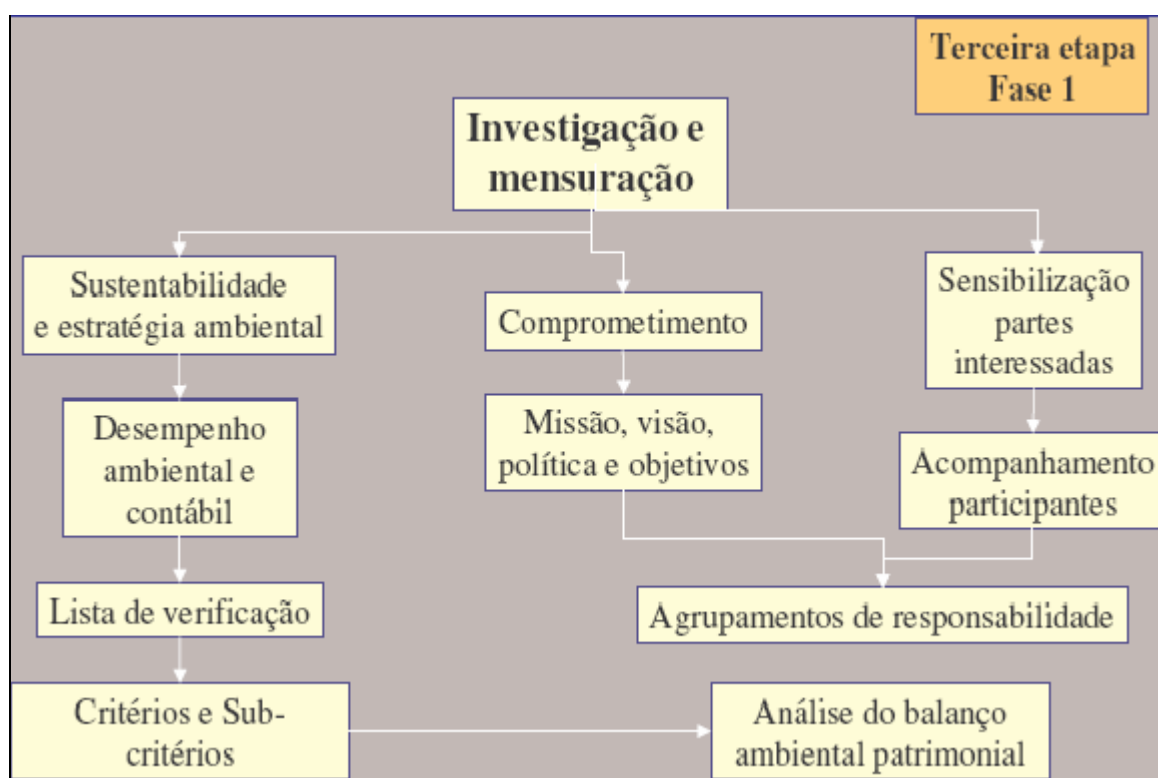 Terceira etapa
Fase 1
Investigação e
mensuração
Sustentabilidade
e estratégia ambiental
Comprometimento
Sensibilização
partes
interessadas
Desempenho
ambiental e
contábil
Missão, visão,
política e objetivos
Acompanhamento
participantes
Lista de verificação
Agrupamentos de responsabilidade
Critérios e Sub-
critérios
Análise do balanço
ambiental patrimonial